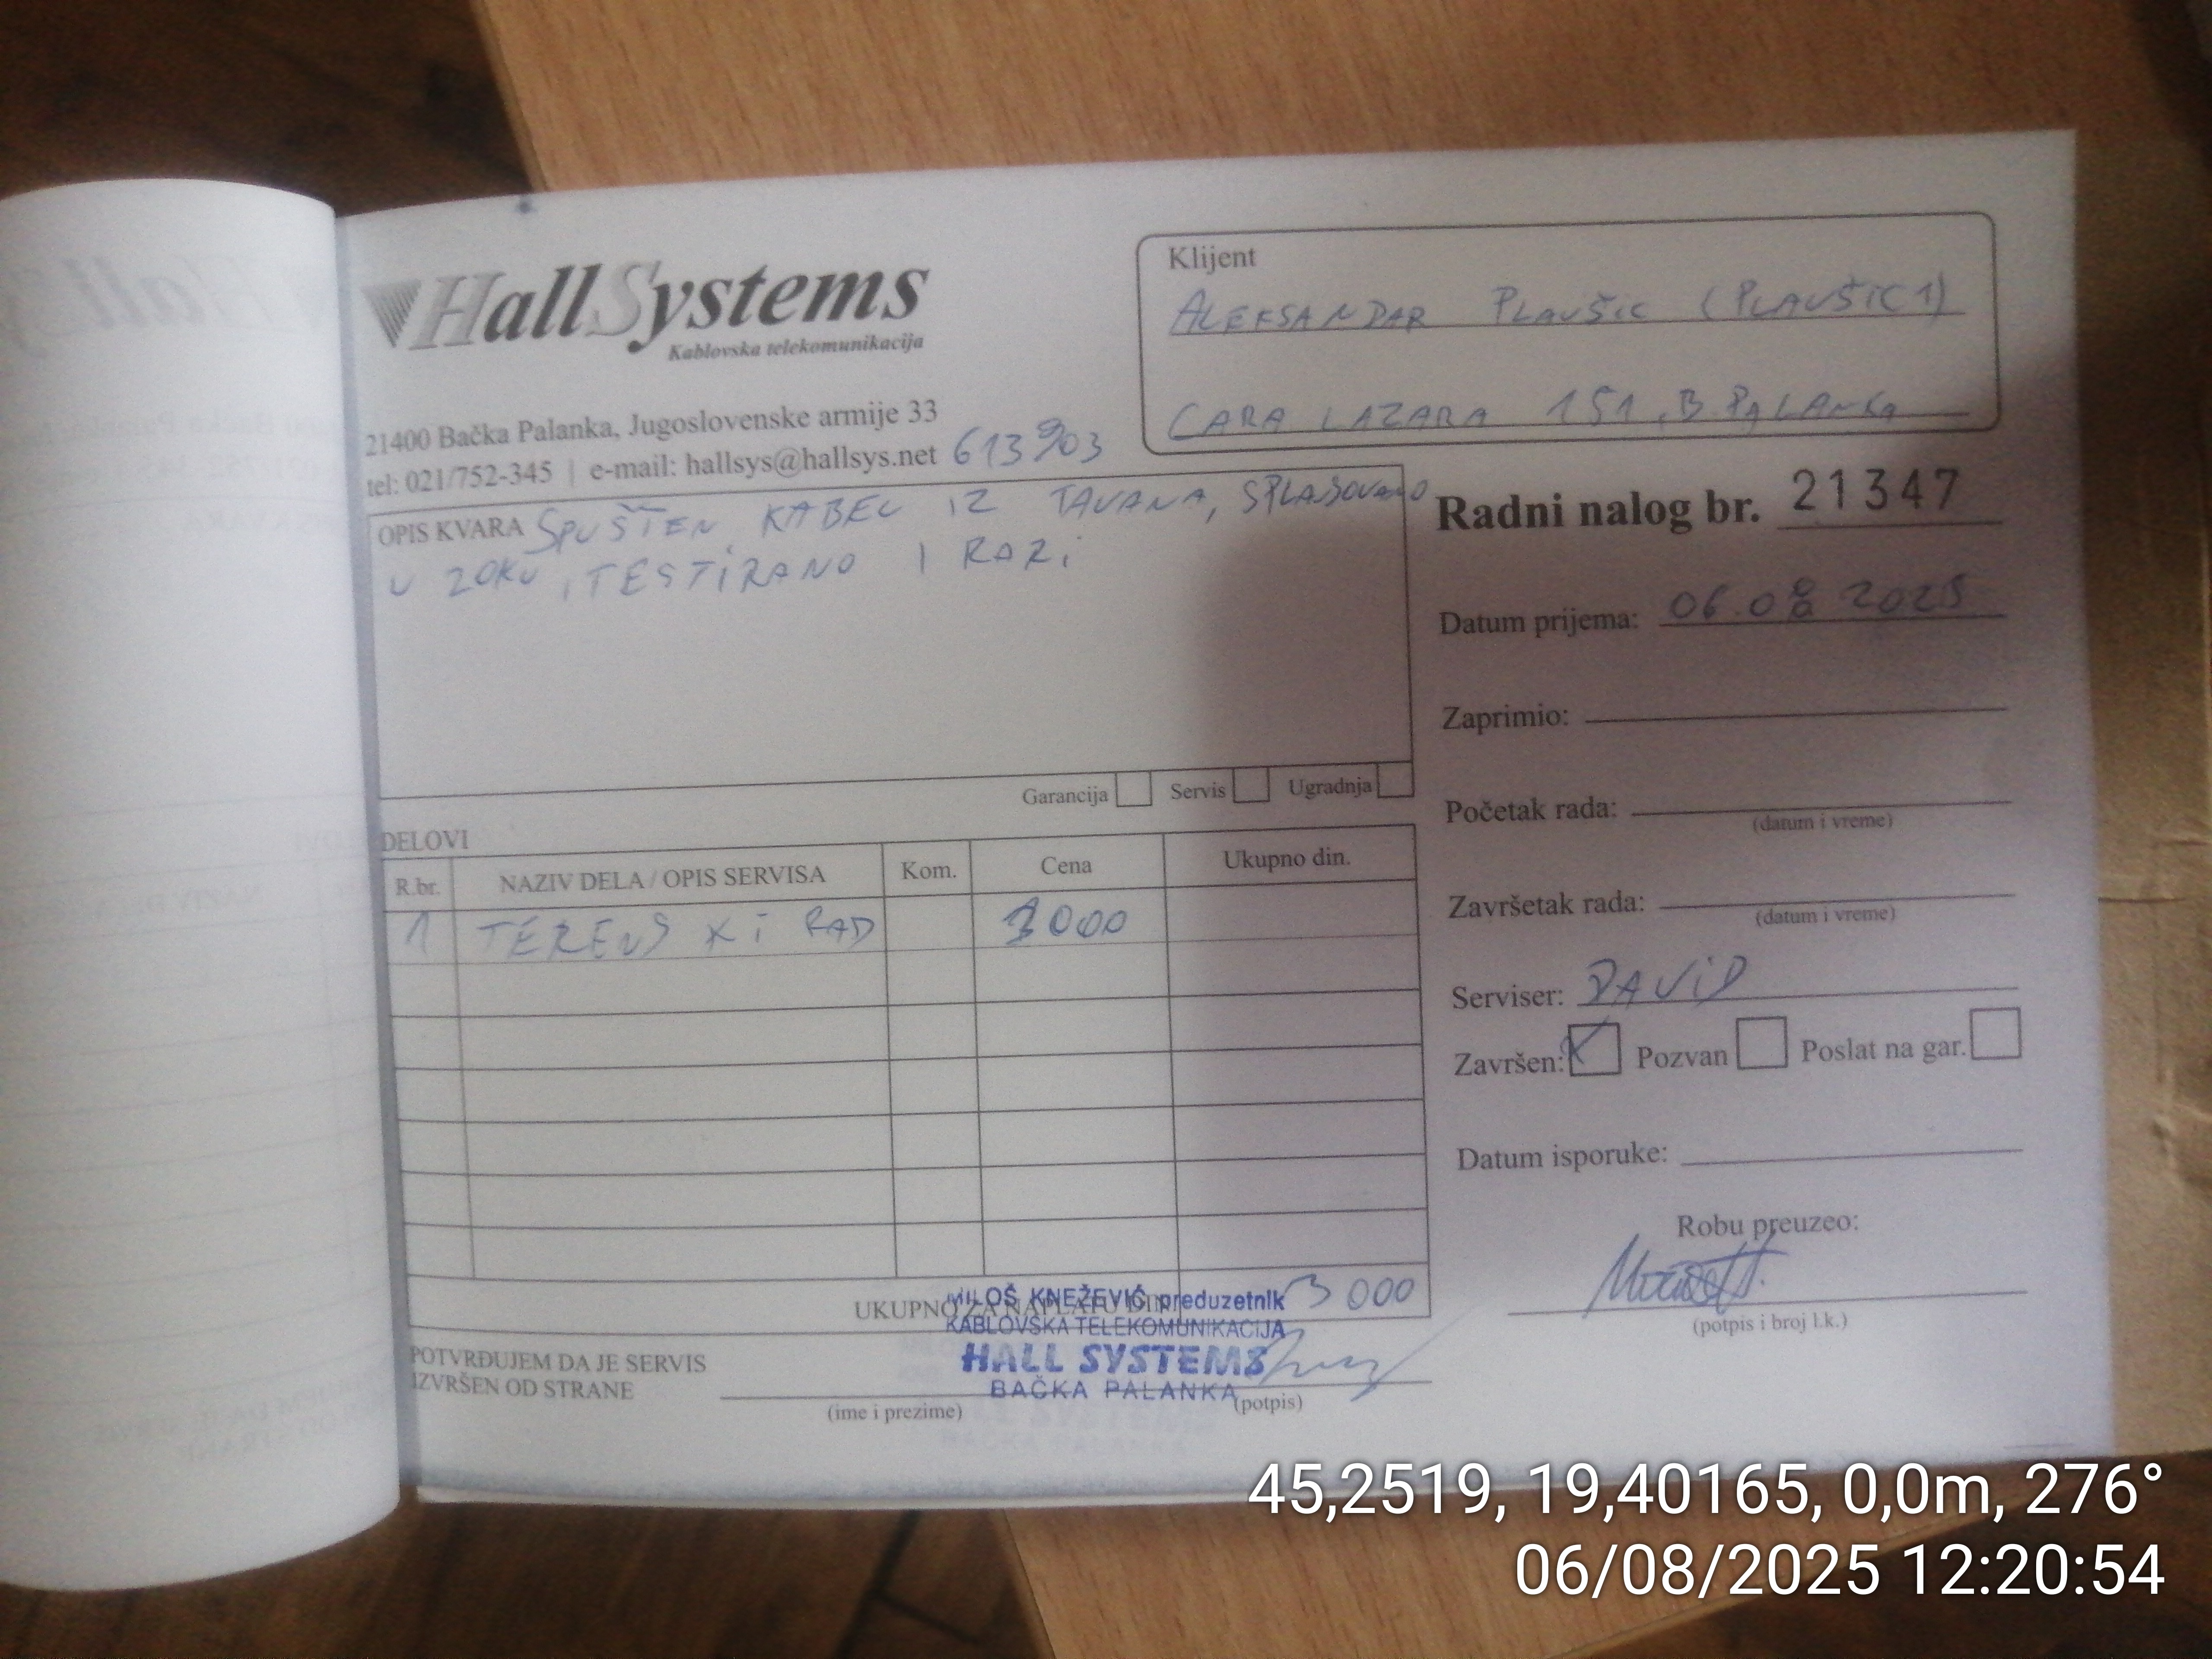 HallSystems
Kablovska telekomunikacija
21400 Bačka Palanka, Jugoslovenske armije 33
tel: 021/752-345 | e-mail: hallsys@hallsys.net 613903
Klijent
ALEKSANDAR PLAUŠIC (PLAUŠIC1)
CARA LAZARA 151, B. PALANKA
OPIS KVARA SPUŠTEN KABEL IZ TAVANA, SPLAJSOVANO
U ZOKU, TESTIRANO I RADI
Garancija Servis Ugradnja
Radni nalog br. 21347
Datum prijema: 06.08 2025
Zaprimio:
Početak rada:
(datum i vreme)
Završetak rada:
(datum i vreme)
Serviser: DAVID
Završen: X Pozvan Poslat na gar.
Datum isporuke:
Robu preuzeo:
(potpis i broj l.k.)
DELOVI
R.br. NAZIV DELA / OPIS SERVISA Kom. Cena Ukupno din.
1 TERENSKI RAD 3000
UKUPNO ZA NAPLATU DIN. 3000
MILOŠ KNEŽEVIĆ preduzetnik
KABLOVSKA TELEKOMUNIKACIJA
HALL SYSTEMS
BAČKA PALANKA
POTVRĐUJEM DA JE SERVIS
IZVRŠEN OD STRANE
(ime i prezime) (potpis)
45,2519, 19,40165, 0,0m, 276°
06/08/2025 12:20:54